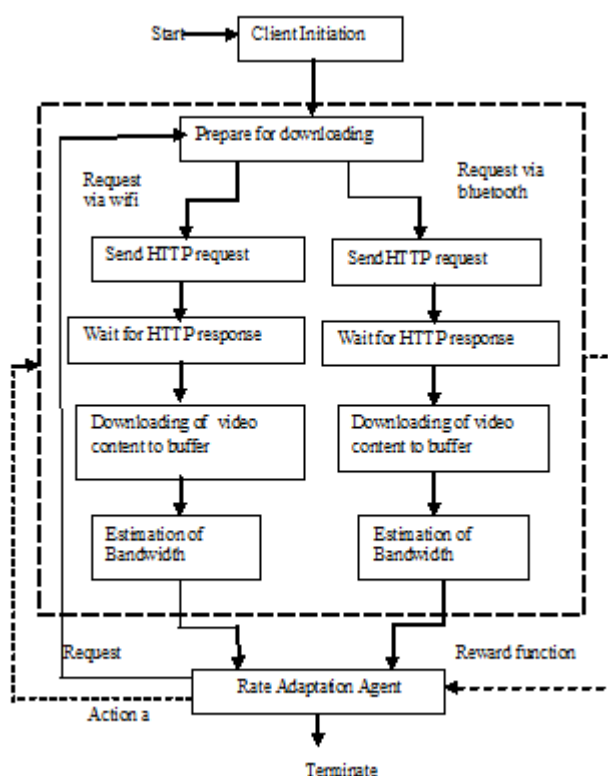 Start
Client Initiation
Prepare for downloading
Request
via wifi
Request via
bluetooth
Send HTTP request
Send HTTP request
Wait for HTTP response
Wait for HTTP response
Downloading of video
content to buffer
Downloading of video
content to buffer
Estimation of
Bandwidth
Estimation of
Bandwidth
Request
Reward function
Rate Adaptation Agent
Action a
Terminate